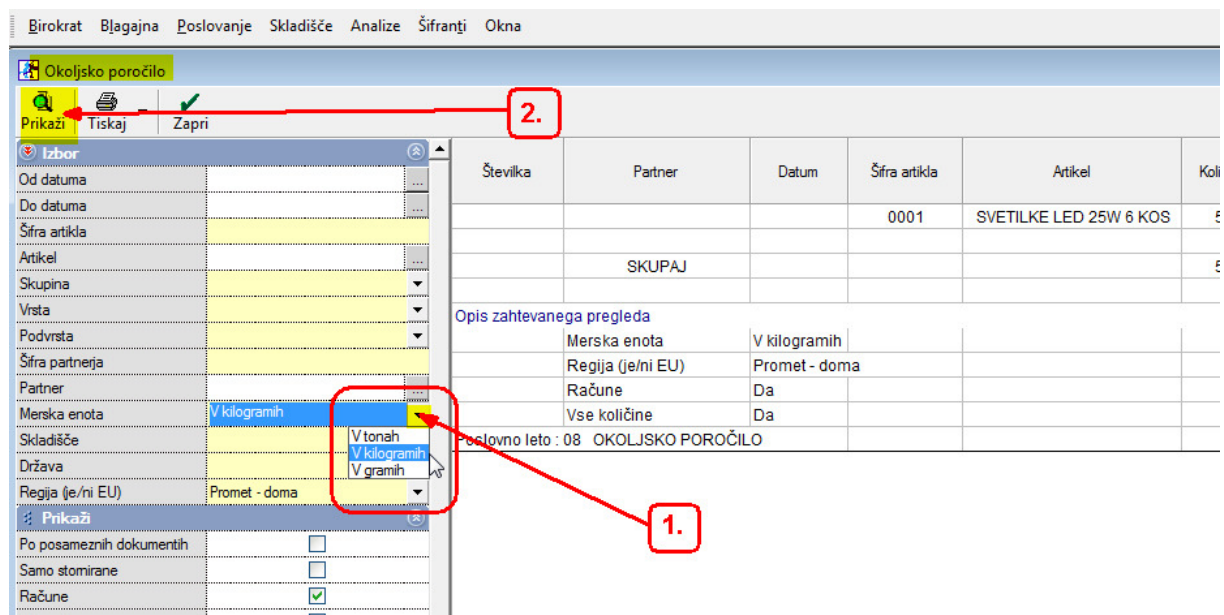 Birokrat Blagajna Poslovanje Skladišče Analize Šifranti Okna
Okoljsko poročilo
Prikaži Tiskaj Zapri
2.
Izbor
Od datuma
Do datuma
Šifra artikla
Artikel
Skupina
Vrsta
Podvrsta
Šifra partnerja
Partner
Merska enota V kilogramih
V tonah
V kilogramih
V gramih
Skladišče
Država
Regija (je/ni EU) Promet - doma
Prikaži
Po posameznih dokumentih
Samo stornirane
Račune
Številka Partner Datum Šifra artikla Artikel Koli
0001 SVETILKE LED 25W 6 KOS 5
SKUPAJ 5
Opis zahtevanega pregleda
Merska enota V kilogramih
Regija (je/ni EU) Promet - doma
Račune Da
Vse količine Da
Poslovno leto : 08 OKOLJSKO POROČILO
1.